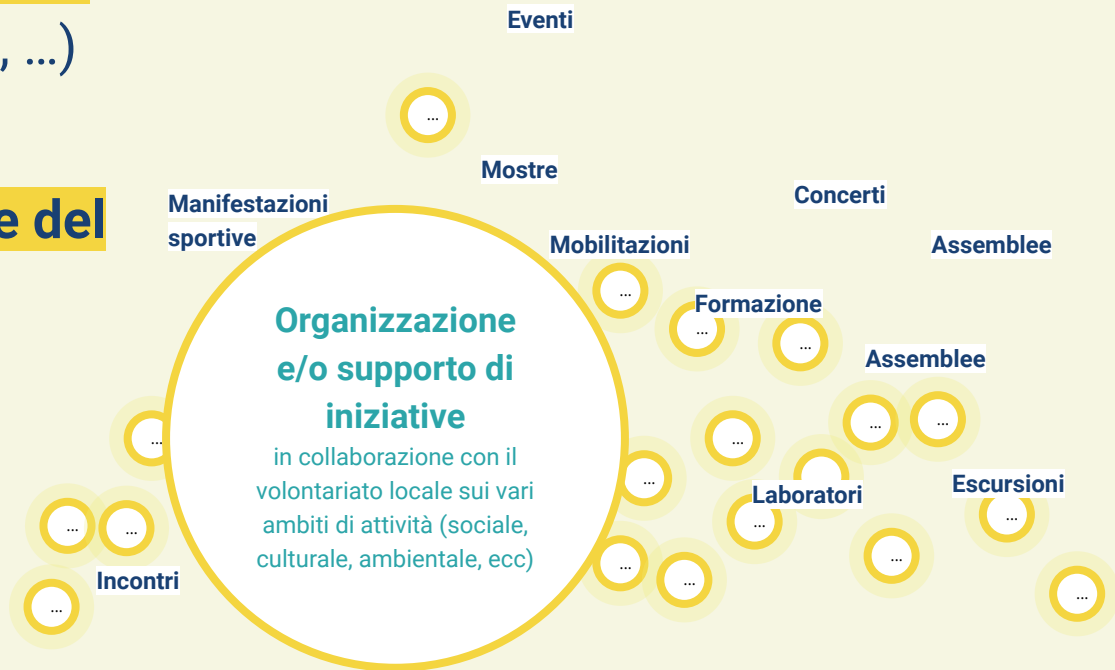 Eventi
, ...)
...
Mostre
Concerti
e del
Manifestazioni
sportive
Mobilitazioni
Assemblee
...
Formazione
...
...
Assemblee
Organizzazione
e/o supporto di
iniziative
in collaborazione con il
volontariato locale sui vari
ambiti di attività (sociale,
culturale, ambientale, ecc)
...
...
...
...
...
Laboratori
Escursioni
...
...
...
...
...
...
...
Incontri
...
...
...